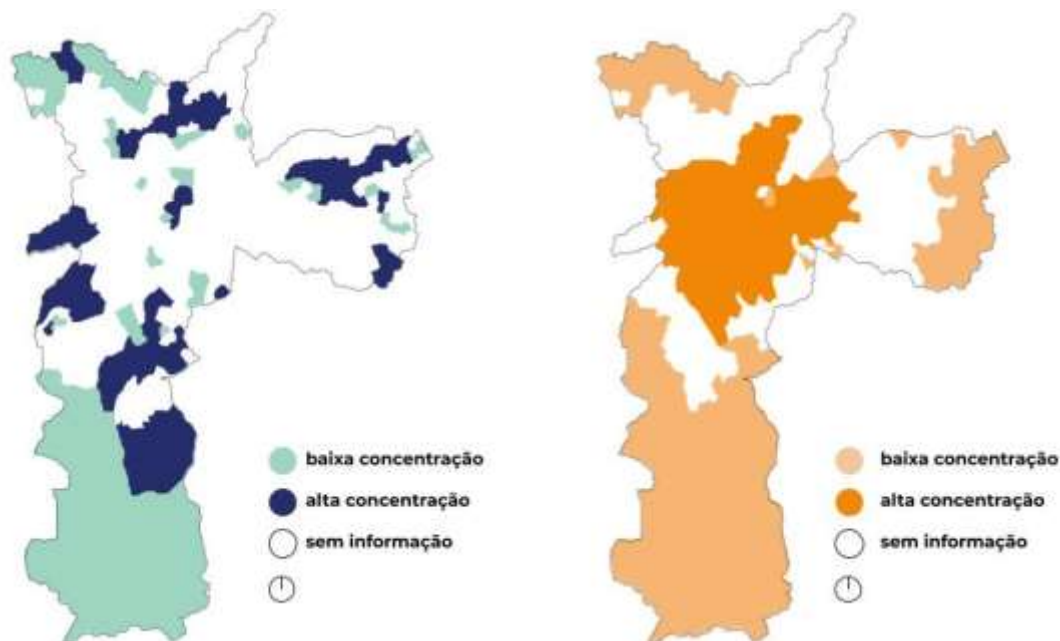 baixa concentração
alta concentração
sem informação
baixa concentração
alta concentração
sem informação